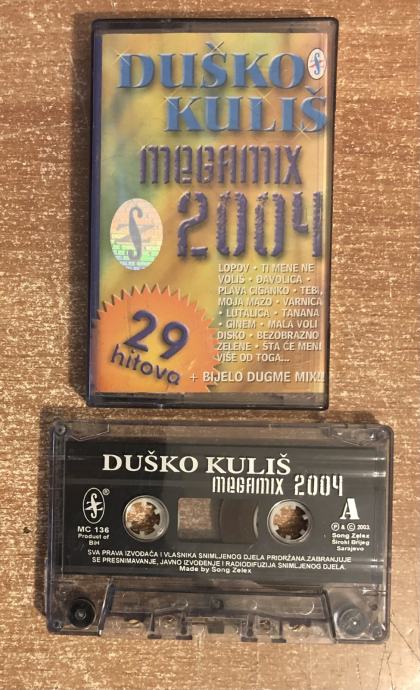 DUŠKO
KULIŠ
MEGAMIX
2004
LOPOV • TI MENE NE
VOLIŠ • ĐAVOLICA •
PLAVA CIGANKO • TEBI,
MOJA MAZO • VARNICA
• LUTALICA • TANANA
• GINEM • MALA VOLI
DISKO • BEZOBRAZNO
ZELENE • ŠTA ĆE MENI
VIŠE OD TOGA...
29
hitova
+ BIJELO DUGME MIX!!
DUŠKO KULIŠ
MEGAMIX 2004
®
A
MC 136
Product of
BIH
℗ & © 2003.
Song Zelex
Široki Brijeg
Sarajevo
SVA PRAVA IZVOĐAČA I VLASNIKA SNIMLJENOG DJELA PRIDRŽANA.ZABRANJUJE
SE PRESNIMAVANJE, JAVNO IZVOĐENJE I RADIODIFUZIJA SNIMLJENOG DJELA.
Made by Song Zelex